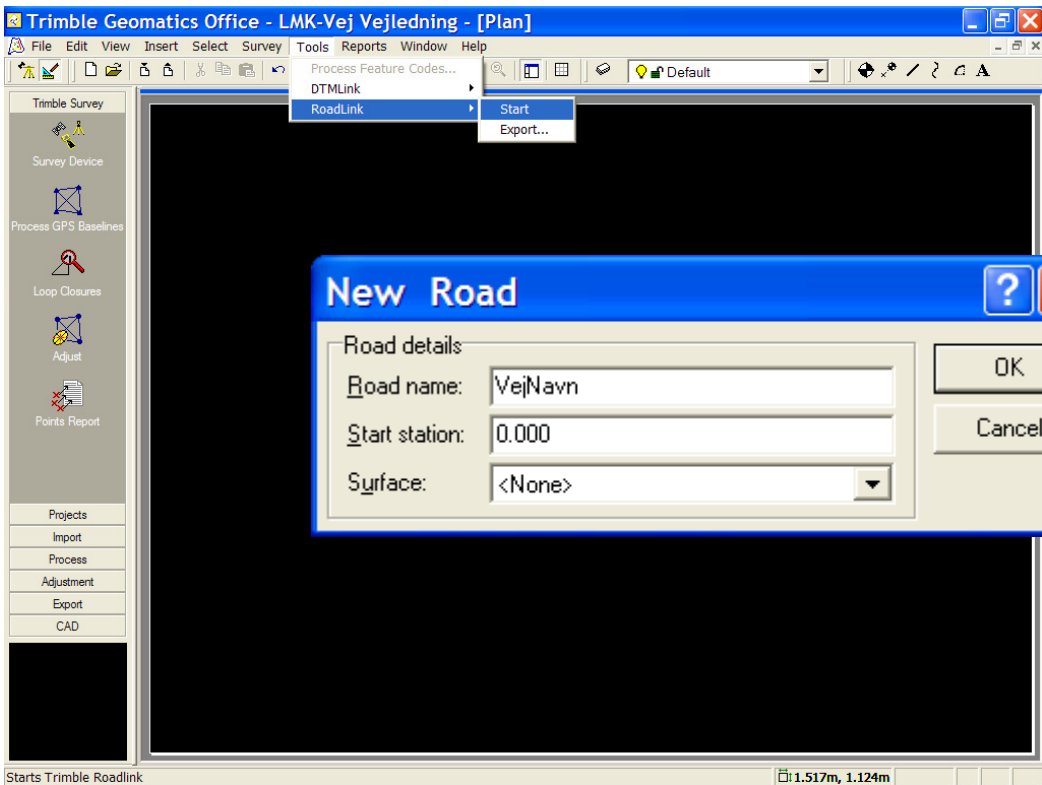 Trimble Geomatics Office - LMK-Vej Vejledning - [Plan]
File Edit View Insert Select Survey Tools Reports Window Help
Process Feature Codes...
Default
A
DTMLink
RoadLink
Start
Export...
Trimble Survey
Survey Device
Process GPS Baselines
Loop Closures
Adjust
Points Report
Projects
Import
Process
Adjustment
Export
CAD
New Road
?
Road details
Road name: VejNavn
Start station: 0.000
Surface: <None>
OK
Cancel
Starts Trimble Roadlink
1.517m, 1.124m